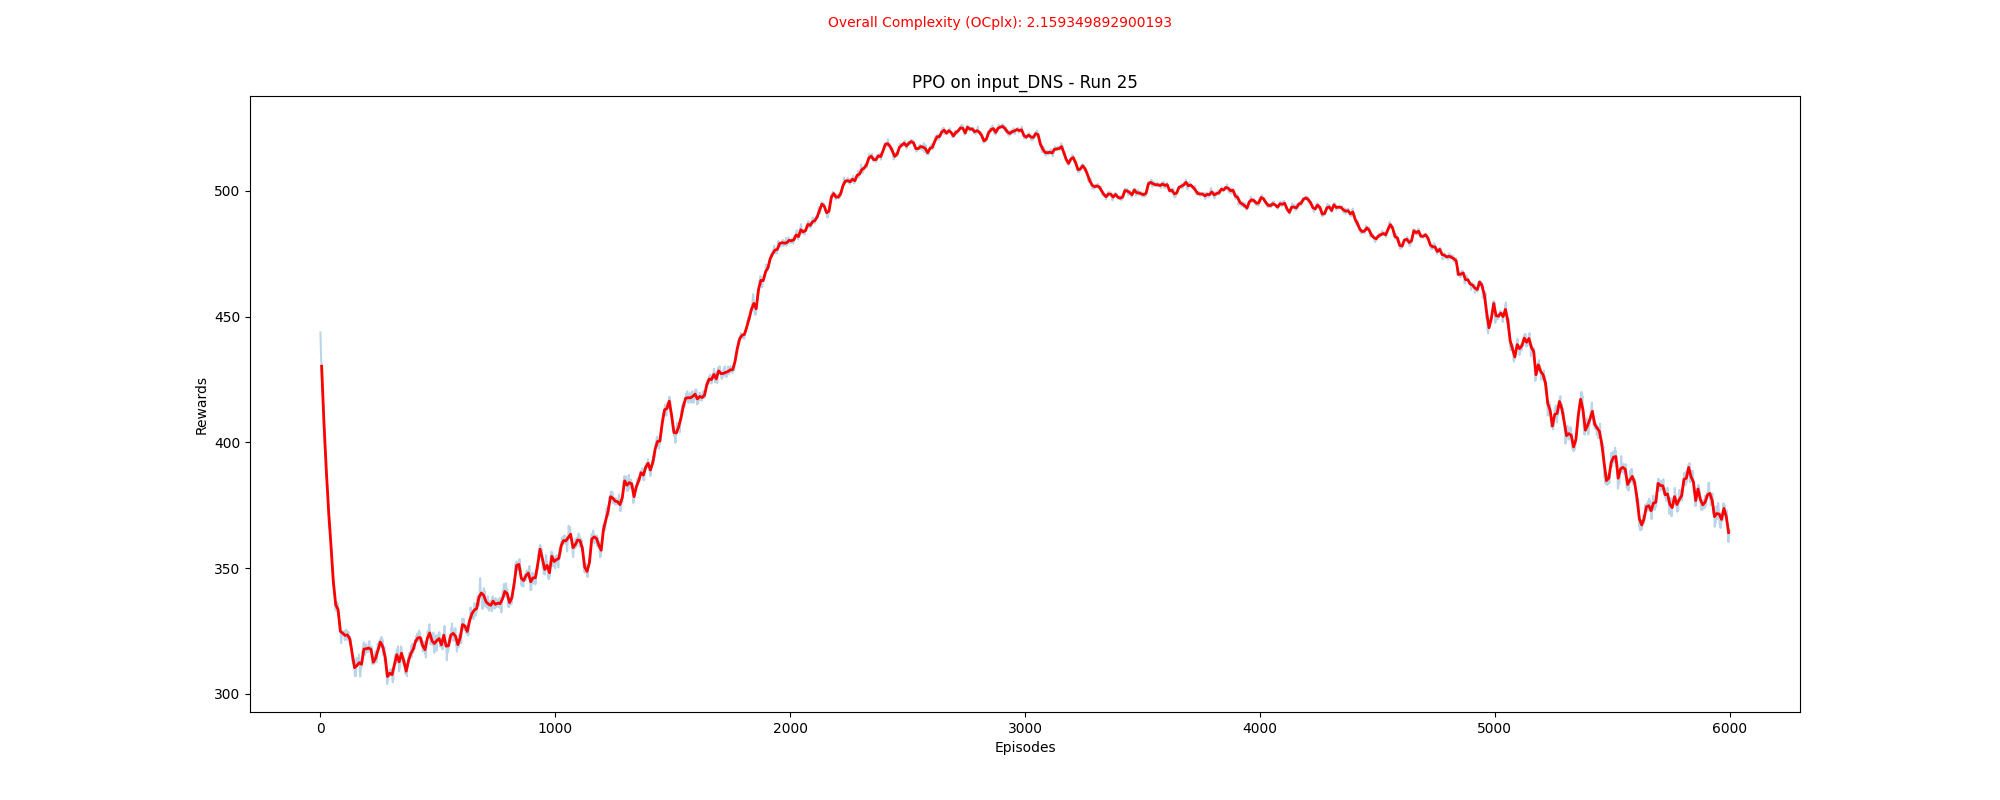 Overall Complexity (OCplx): 2.159349892900193
PPO on input_DNS - Run 25
Rewards
500
450
400
350
300
0 1000 2000 3000 4000 5000 6000
Episodes